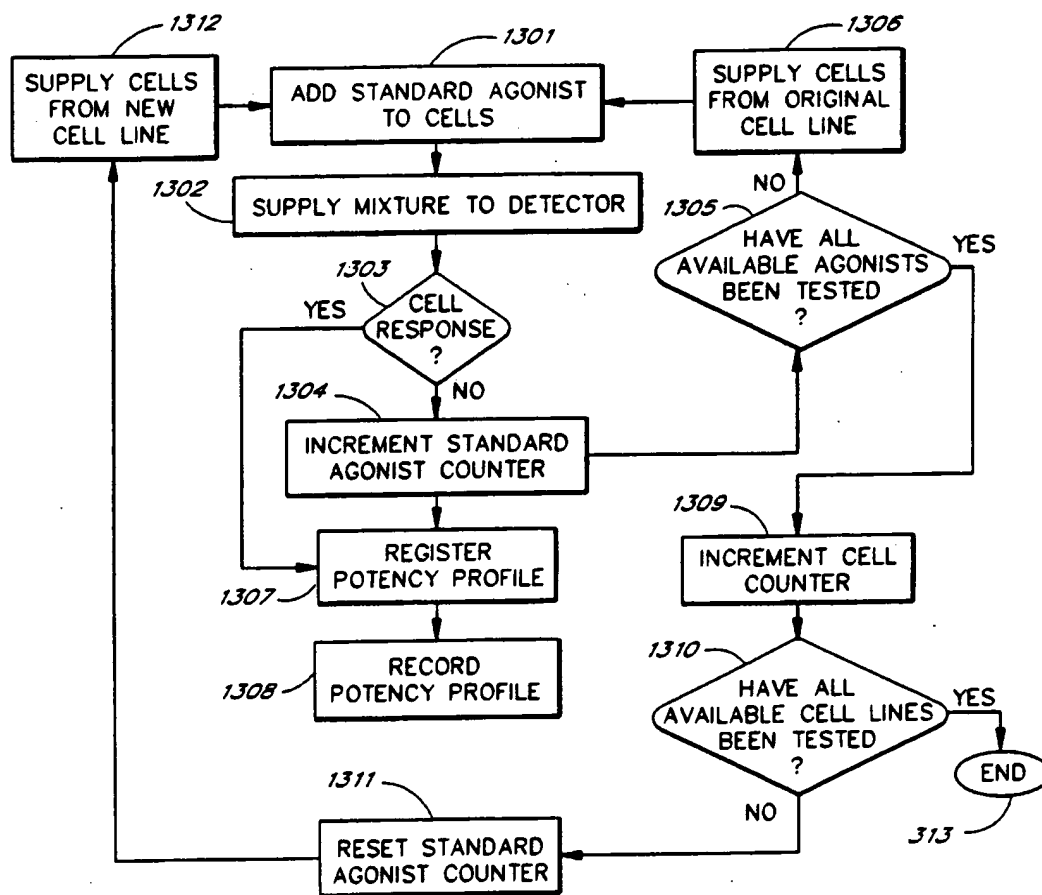 1312
SUPPLY CELLS
FROM NEW
CELL LINE
1301
ADD STANDARD AGONIST
TO CELLS
1306
SUPPLY CELLS
FROM ORIGINAL
CELL LINE
1302
SUPPLY MIXTURE TO DETECTOR
NO
1305
HAVE ALL
AVAILABLE AGONISTS
BEEN TESTED
?
YES
1303
YES
CELL
RESPONSE
?
NO
1304
INCREMENT STANDARD
AGONIST COUNTER
1309
INCREMENT CELL
COUNTER
REGISTER
POTENCY PROFILE
1307
RECORD
POTENCY PROFILE
1308
1310
HAVE ALL
AVAILABLE CELL LINES
BEEN TESTED
?
YES
END
313
NO
1311
RESET STANDARD
AGONIST COUNTER